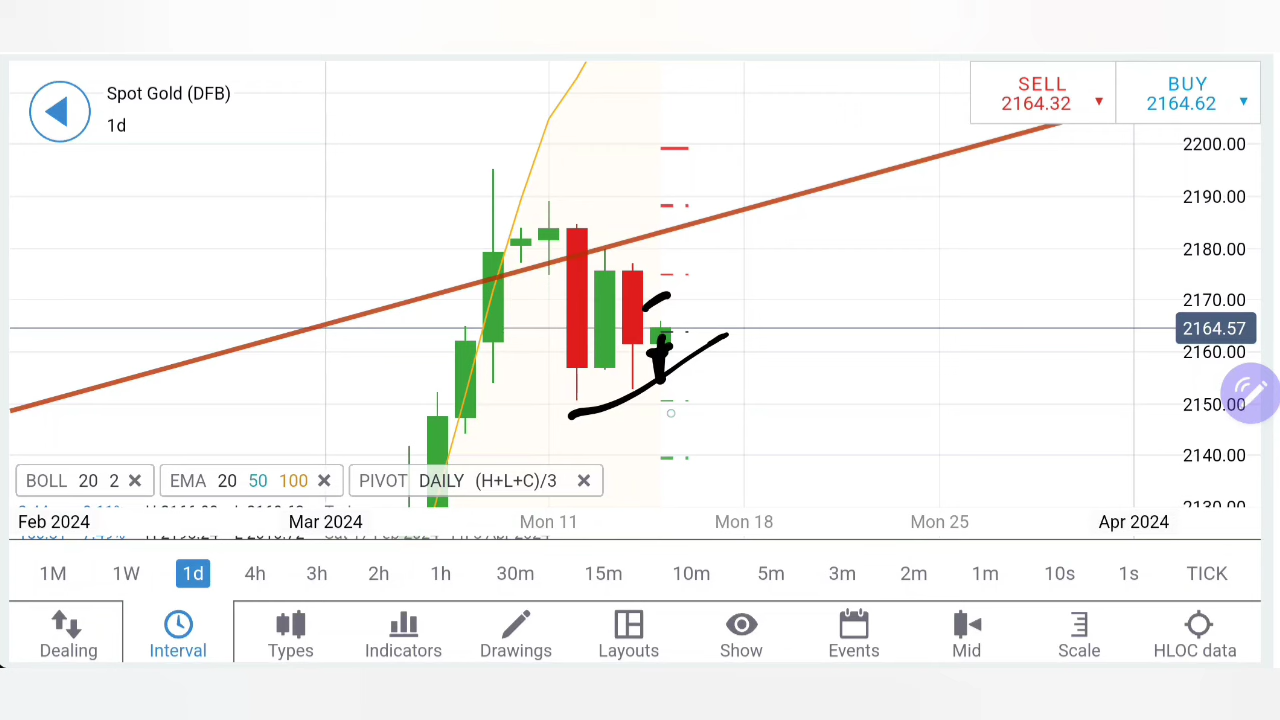 Spot Gold (DFB)
1d
SELL
2164.32
BUY
2164.62
2200.00
2190.00
2180.00
2170.00
2164.57
2160.00
2150.00
2140.00
2130.00
BOLL 20 2
EMA 20 50 100
PIVOT DAILY (H+L+C)/3
Feb 2024 Mar 2024 Mon 11 Mon 18 Mon 25 Apr 2024
1M 1W 1d 4h 3h 2h 1h 30m 15m 10m 5m 3m 2m 1m 10s 1s TICK
Dealing Interval Types Indicators Drawings Layouts Show Events Mid Scale HLOC data